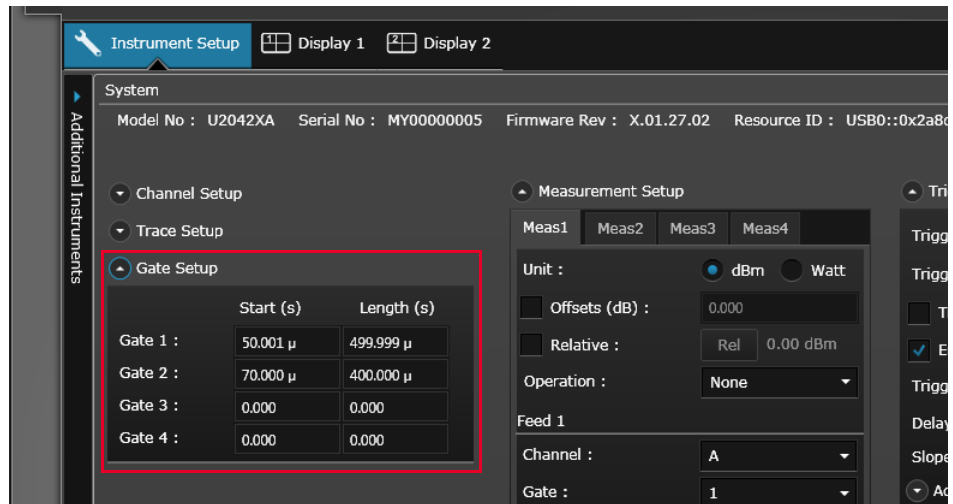 Instrument Setup 1 Display 1 2 Display 2
Additional Instruments
System
Model No : U2042XA Serial No : MY00000005 Firmware Rev : X.01.27.02 Resource ID : USB0::0x2a8d
Channel Setup
Trace Setup
Gate Setup
Start (s) Length (s)
Gate 1 : 50.001 µ 499.999 µ
Gate 2 : 70.000 µ 400.000 µ
Gate 3 : 0.000 0.000
Gate 4 : 0.000 0.000
Measurement Setup
Meas1 Meas2 Meas3 Meas4
Unit : dBm Watt
Offsets (dB) : 0.000
Relative : Rel 0.00 dBm
Operation : None
Feed 1
Channel : A
Gate : 1
Tri
Trigg
Trigg
E
Trigg
Delay
Slope